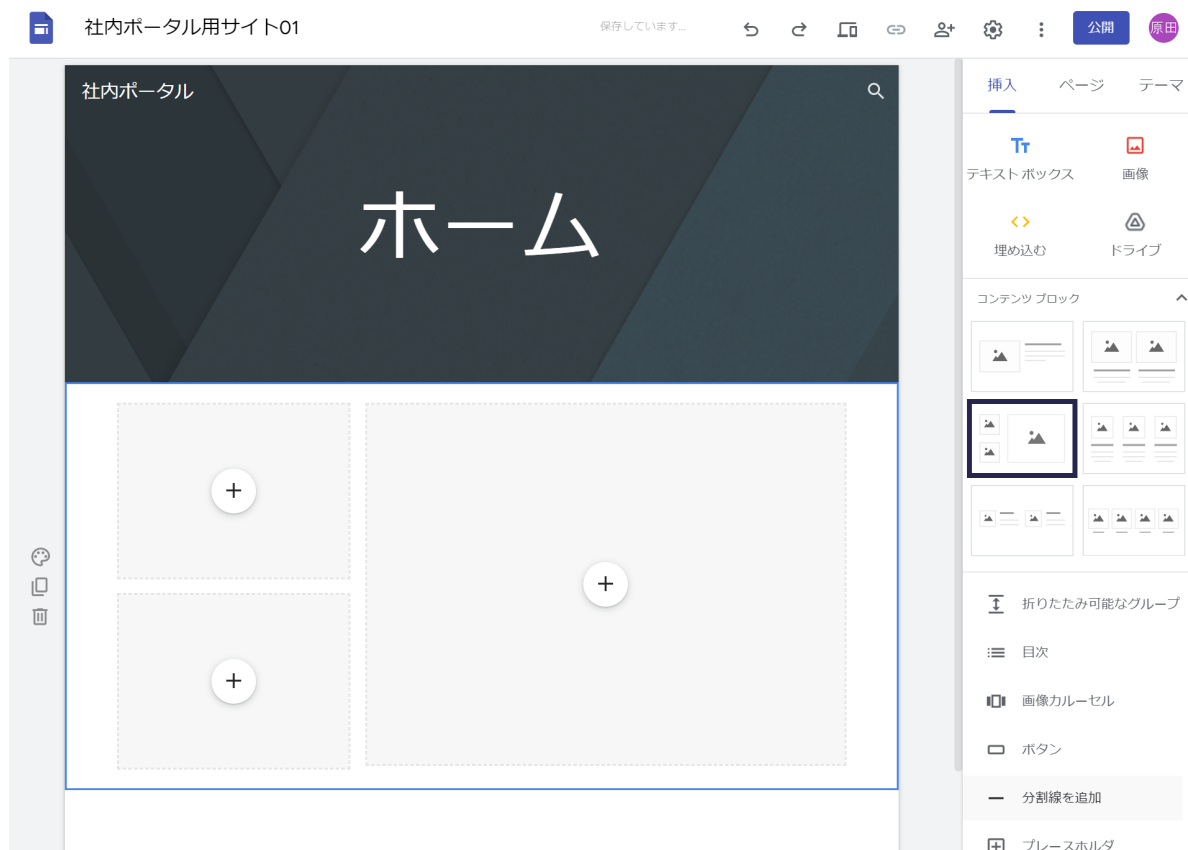 社内ポータル用サイト01
保存しています...
公開
原田
社内ポータル
ホーム
挿入
ページ
テーマ
テキスト ボックス
画像
埋め込む
ドライブ
コンテンツ ブロック
折りたたみ可能なグループ
目次
画像カルーセル
ボタン
分割線を追加
プレースホルダ